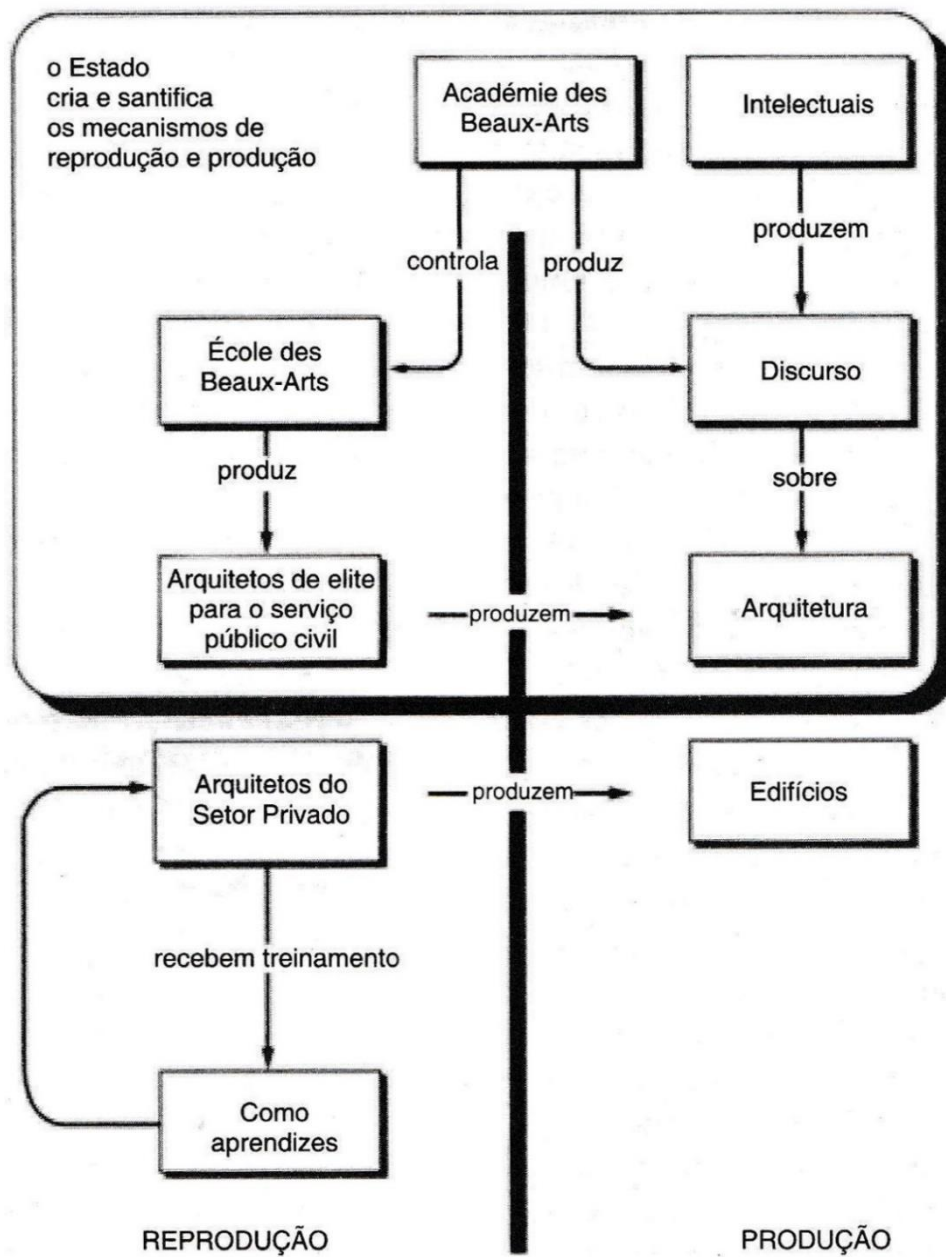 o Estado
cria e santifica
os mecanismos de
reprodução e produção
Académie des
Beaux-Arts
Intelectuais
controla
produz
produzem
École des
Beaux-Arts
Discurso
produz
sobre
Arquitetos de elite
para o serviço
público civil
produzem
Arquitetura
Arquitetos do
Setor Privado
produzem
Edifícios
recebem treinamento
Como
aprendizes
REPRODUÇÃO
PRODUÇÃO